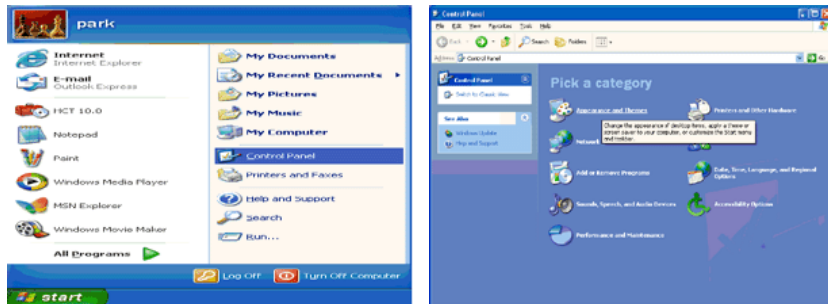 park
Internet
Internet Explorer
E-mail
Outlook Express
HCT 10.0
Notepad
Paint
Windows Media Player
MSN Explorer
Windows Movie Maker
All Programs
My Documents
My Recent Documents
My Pictures
My Music
My Computer
Control Panel
Printers and Faxes
Help and Support
Search
Run...
Log Off
Turn Off Computer
start
Control Panel
File Edit View Favorites Tools Help
Back Search Folders
Address Control Panel Go
Control Panel
Switch to Classic View
See Also
Windows Update
Help and Support
Pick a category
Appearance and Themes
Printers and Other Hardware
Change the appearance of desktop items, apply a theme or
screen saver to your computer, or customize the Start menu
and taskbar.
Network
Add or Remove Programs
Date, Time, Language, and Regional
Options
Sounds, Speech, and Audio Devices
Accessibility Options
Performance and Maintenance